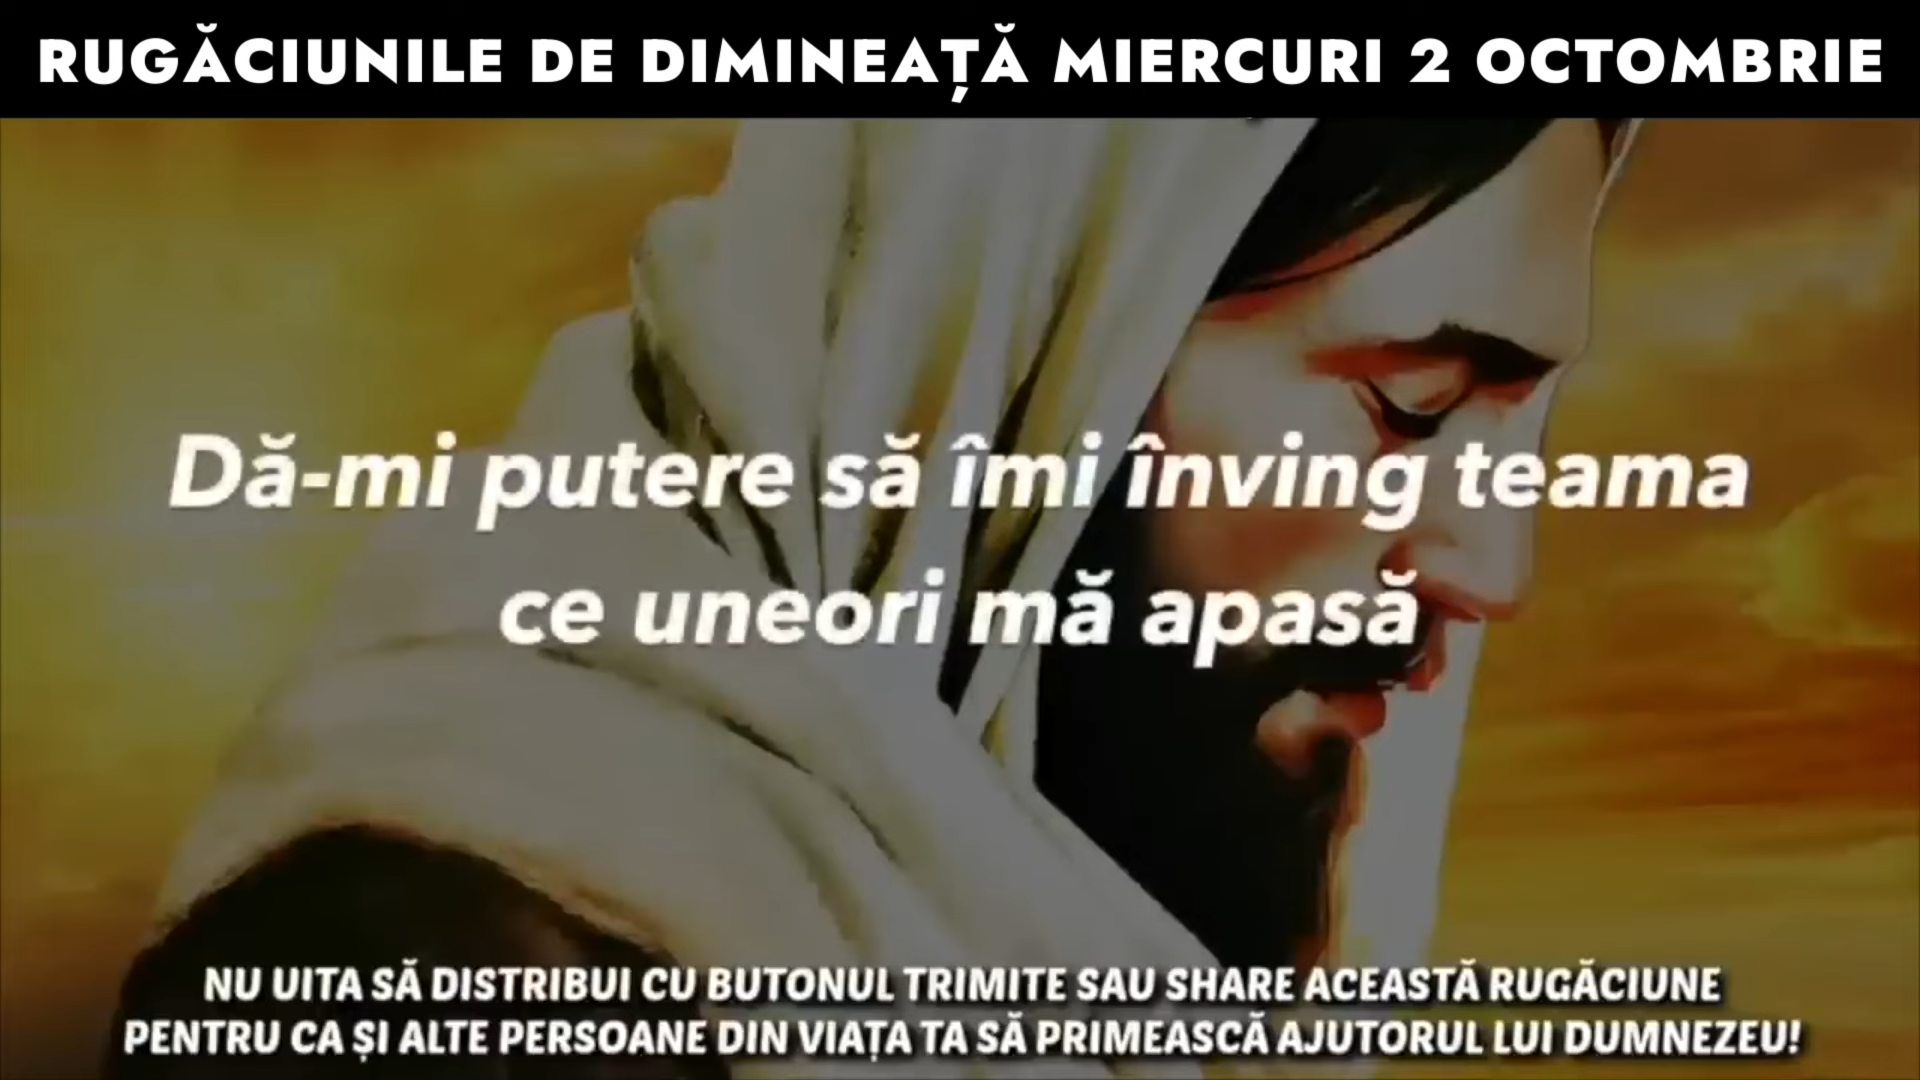 RUGĂCIUNILE DE DIMINEAȚĂ MIERCURI 2 OCTOMBRIE
Dă-mi putere să îmi înving teama
ce uneori mă apasă
NU UITA SĂ DISTRIBUI CU BUTONUL TRIMITE SAU SHARE ACEASTĂ RUGĂCIUNE
PENTRU CA ȘI ALTE PERSOANE DIN VIAȚA TA SĂ PRIMEASCĂ AJUTORUL LUI DUMNEZEU!